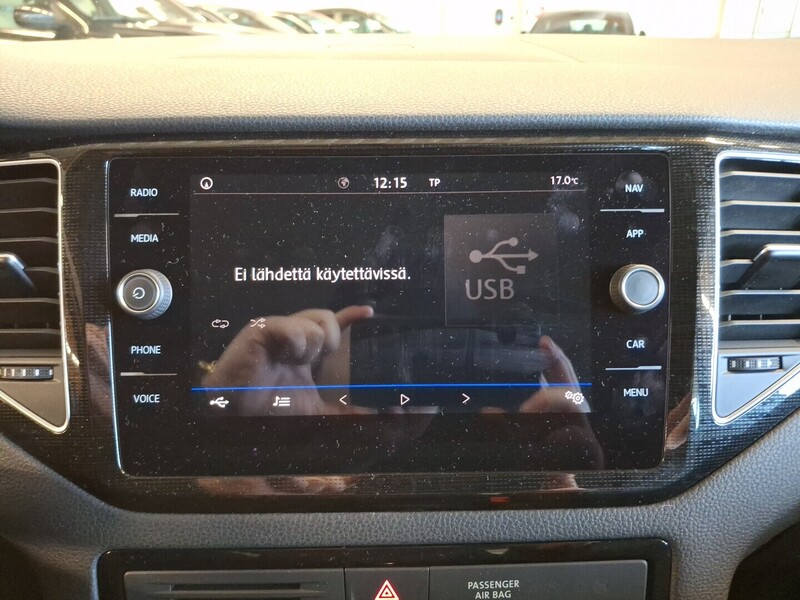 RADIO
MEDIA
PHONE
VOICE
12:15 TP 17.0°C
Ei lähdettä käytettävissä.
USB
NAV
APP
CAR
MENU
PASSENGER
AIR BAG